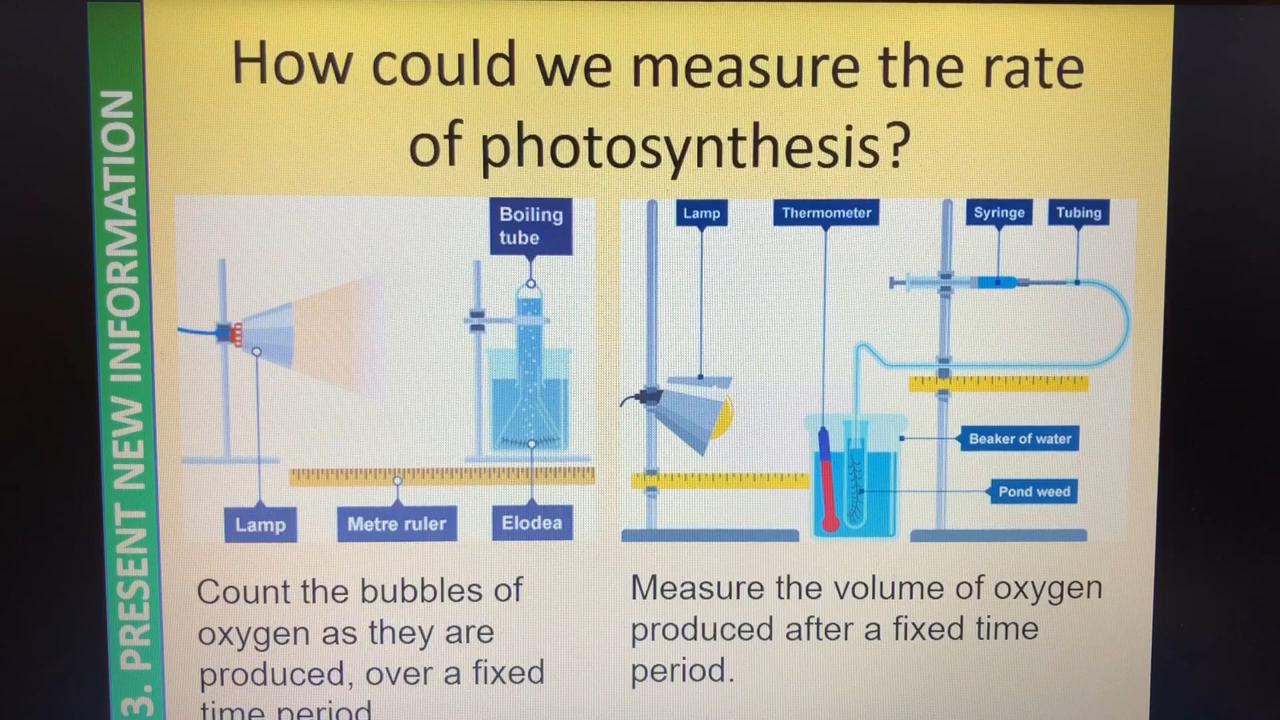 3. PRESENT NEW INFORMATION
How could we measure the rate
of photosynthesis?
Boiling
tube
Lamp
Metre ruler
Elodea
Lamp
Thermometer
Syringe
Tubing
Beaker of water
Pond weed
Count the bubbles of
oxygen as they are
produced, over a fixed
time period
Measure the volume of oxygen
produced after a fixed time
period.